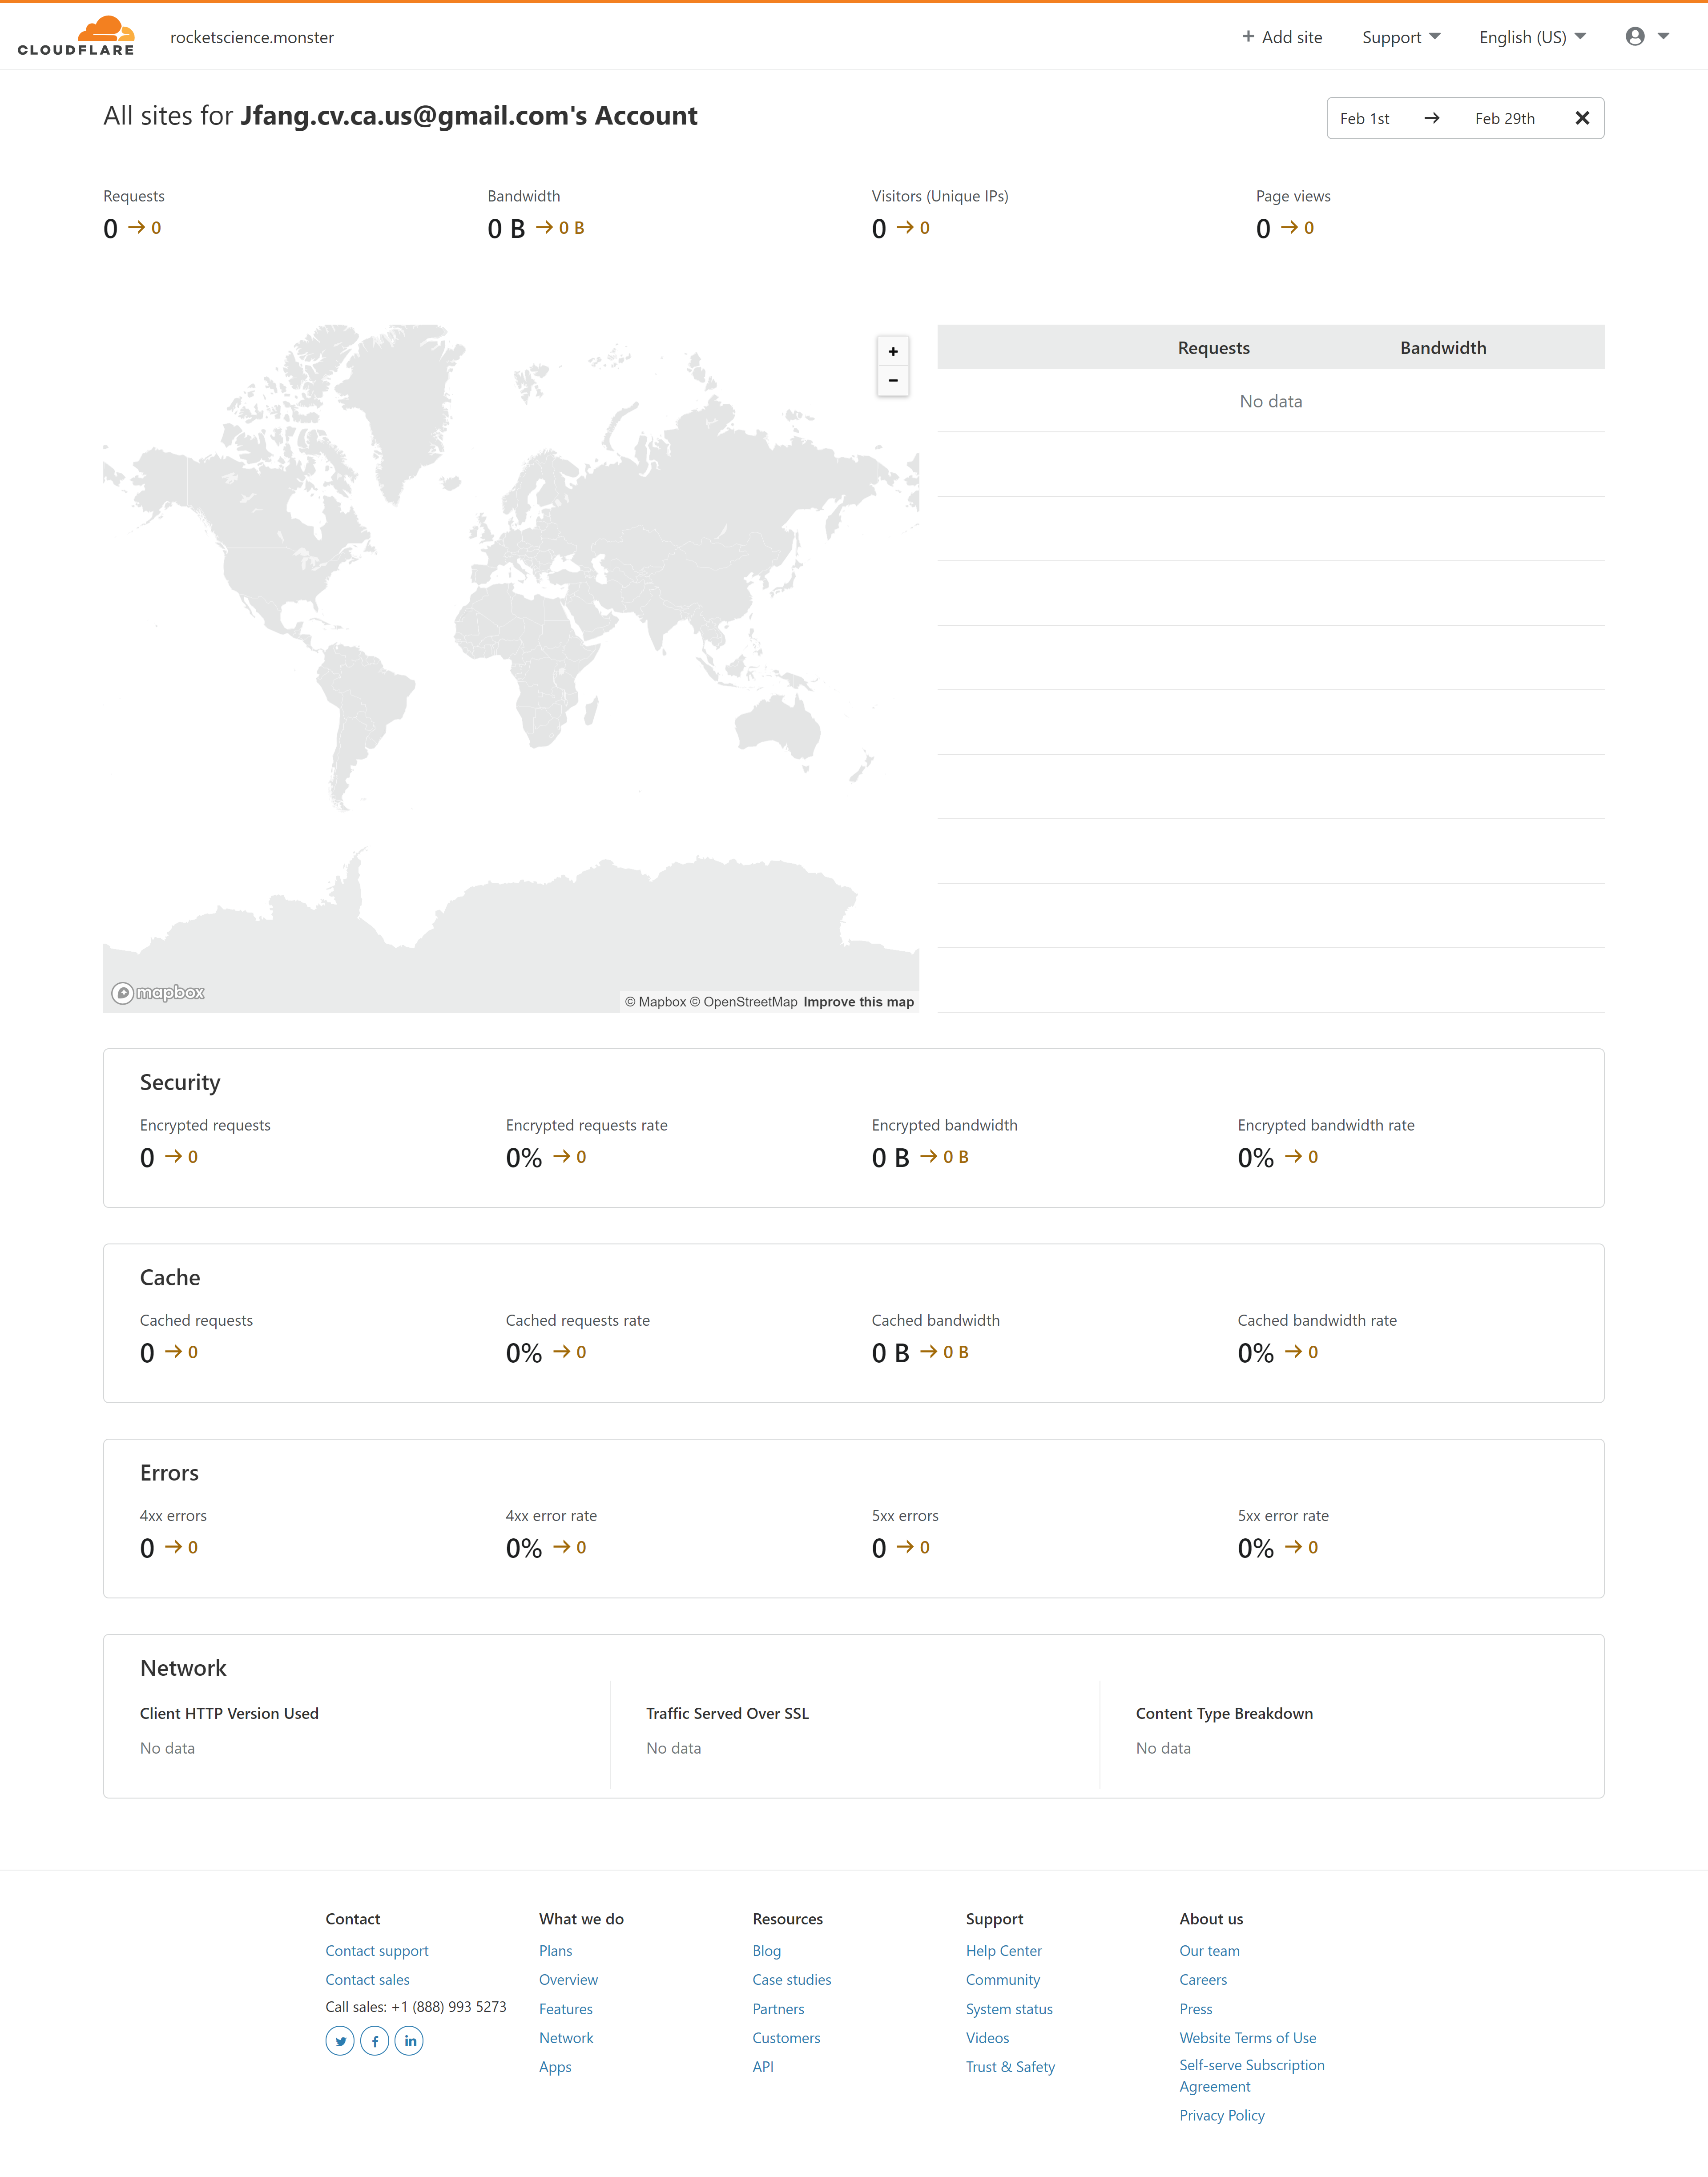 CLOUDFLARE
rocketscience.monster
+ Add site
Support
English (US)
All sites for Jfang.cv.ca.us@gmail.com's Account
Feb 1st → Feb 29th ✕
Requests
Bandwidth
Visitors (Unique IPs)
Page views
0 → 0
0 B → 0 B
0 → 0
0 → 0
+
−
Requests
Bandwidth
No data
mapbox
© Mapbox © OpenStreetMap Improve this map
Security
Encrypted requests
Encrypted requests rate
Encrypted bandwidth
Encrypted bandwidth rate
0 → 0
0% → 0
0 B → 0 B
0% → 0
Cache
Cached requests
Cached requests rate
Cached bandwidth
Cached bandwidth rate
0 → 0
0% → 0
0 B → 0 B
0% → 0
Errors
4xx errors
4xx error rate
5xx errors
5xx error rate
0 → 0
0% → 0
0 → 0
0% → 0
Network
Client HTTP Version Used
No data
Traffic Served Over SSL
No data
Content Type Breakdown
No data
Contact
Contact support
Contact sales
Call sales: +1 (888) 993 5273
What we do
Plans
Overview
Features
Network
Apps
Resources
Blog
Case studies
Partners
Customers
API
Support
Help Center
Community
System status
Videos
Trust & Safety
About us
Our team
Careers
Press
Website Terms of Use
Self-serve Subscription
Agreement
Privacy Policy